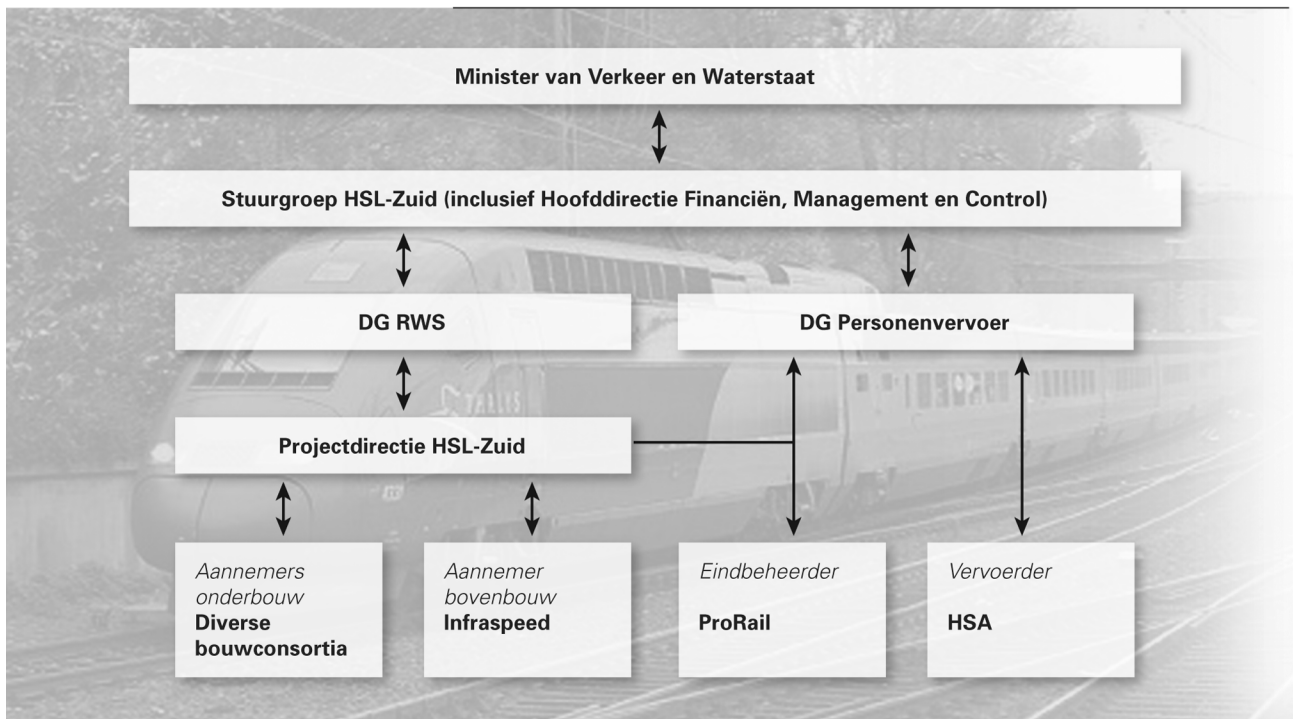 Minister van Verkeer en Waterstaat
Stuurgroep HSL-Zuid (inclusief Hoofddirectie Financiën, Management en Control)
DG RWS
DG Personenvervoer
THALYS
Projectdirectie HSL-Zuid
Aannemers
onderbouw
Diverse
bouwconsortia
Aannemer
bovenbouw
Infraspeed
Eindbeheerder
ProRail
Vervoerder
HSA